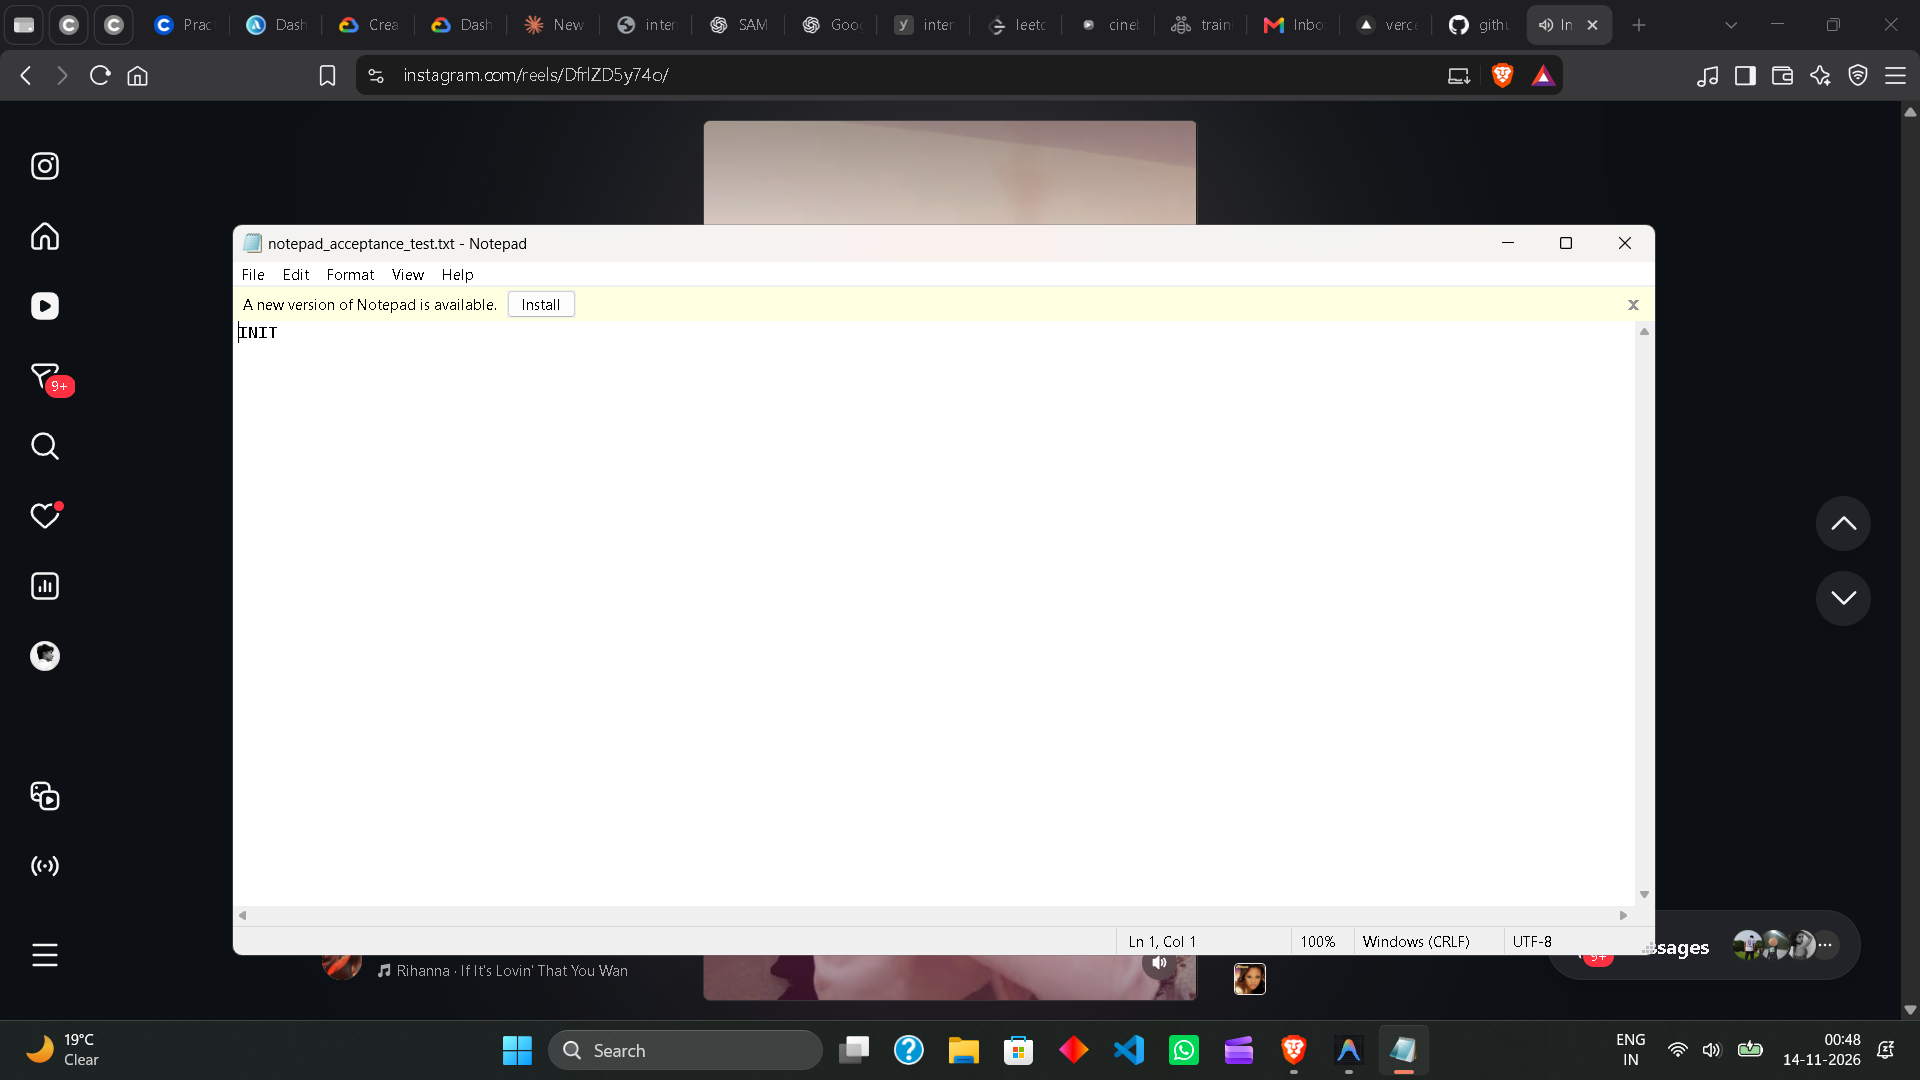 Prac
Dash
Crea
Dash
New
inter
SAM
Goog
inter
leetc
cinel
train
Inbo
verce
githu
In
instagram.com/reels/DfrlZD5y74o/
notepad_acceptance_test.txt - Notepad
File Edit Format View Help
A new version of Notepad is available. Install
INIT
9+
Ln 1, Col 1 100% Windows (CRLF) UTF-8
ssages
9+
Rihanna · If It's Lovin' That You Wan
19°C
Clear
Search
ENG
IN
00:48
14-11-2026